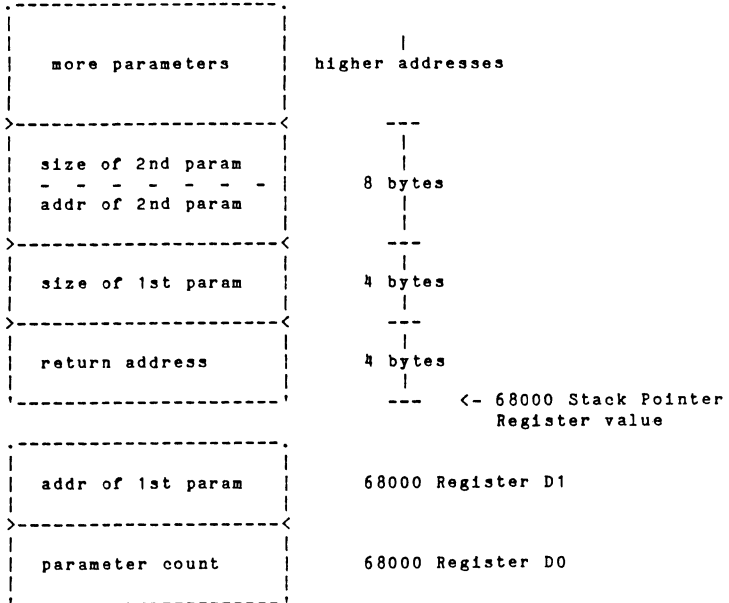 more parameters
higher addresses
size of 2nd param
8 bytes
addr of 2nd param
size of 1st param 4 bytes
return address 4 bytes
<- 68000 Stack Pointer
Register value
addr of 1st param 68000 Register D1
parameter count 68000 Register D0